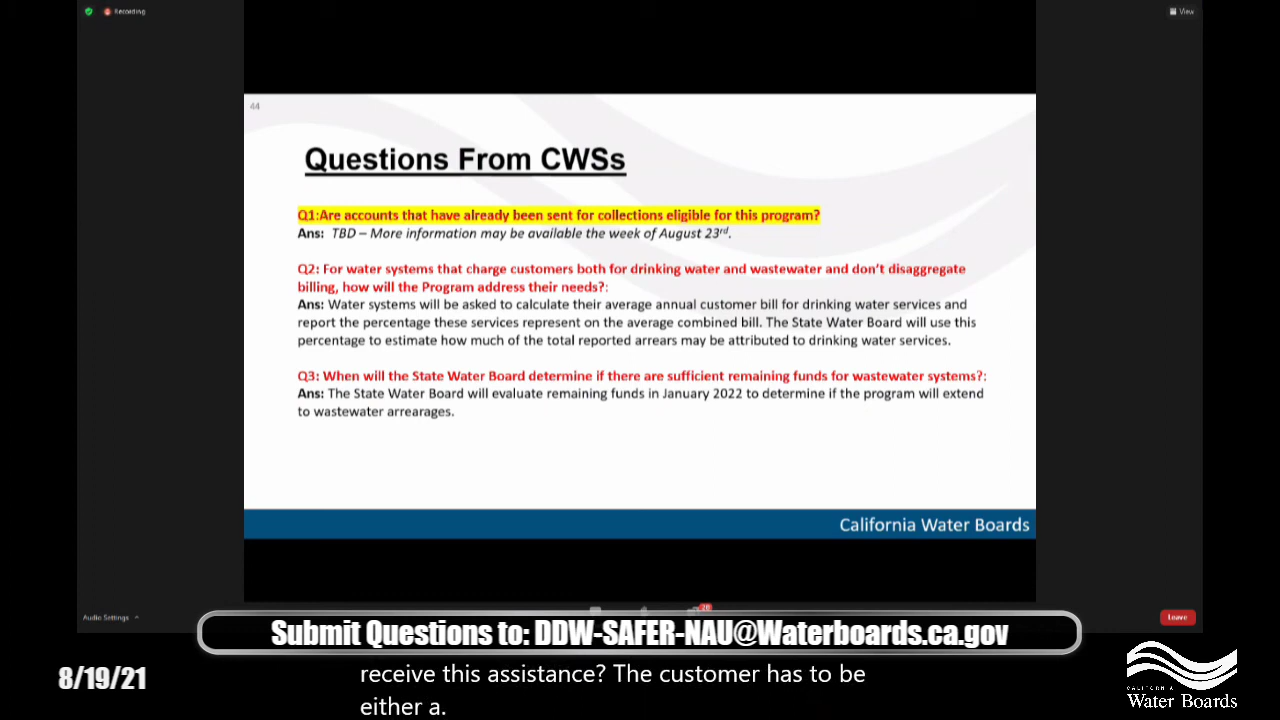 Recording
View
44
Questions From CWSs
Q1:Are accounts that have already been sent for collections eligible for this program?
Ans: TBD – More information may be available the week of August 23rd.
Q2: For water systems that charge customers both for drinking water and wastewater and don't disaggregate
billing, how will the Program address their needs?:
Ans: Water systems will be asked to calculate their average annual customer bill for drinking water services and
report the percentage these services represent on the average combined bill. The State Water Board will use this
percentage to estimate how much of the total reported arrears may be attributed to drinking water services.
Q3: When will the State Water Board determine if there are sufficient remaining funds for wastewater systems?:
Ans: The State Water Board will evaluate remaining funds in January 2022 to determine if the program will extend
to wastewater arrearages.
California Water Boards
28
Audio Settings
Leave
Submit Questions to: DDW-SAFER-NAU@Waterboards.ca.gov
8/19/21
receive this assistance? The customer has to be
either a.
CALIFORNIA
Water Boards